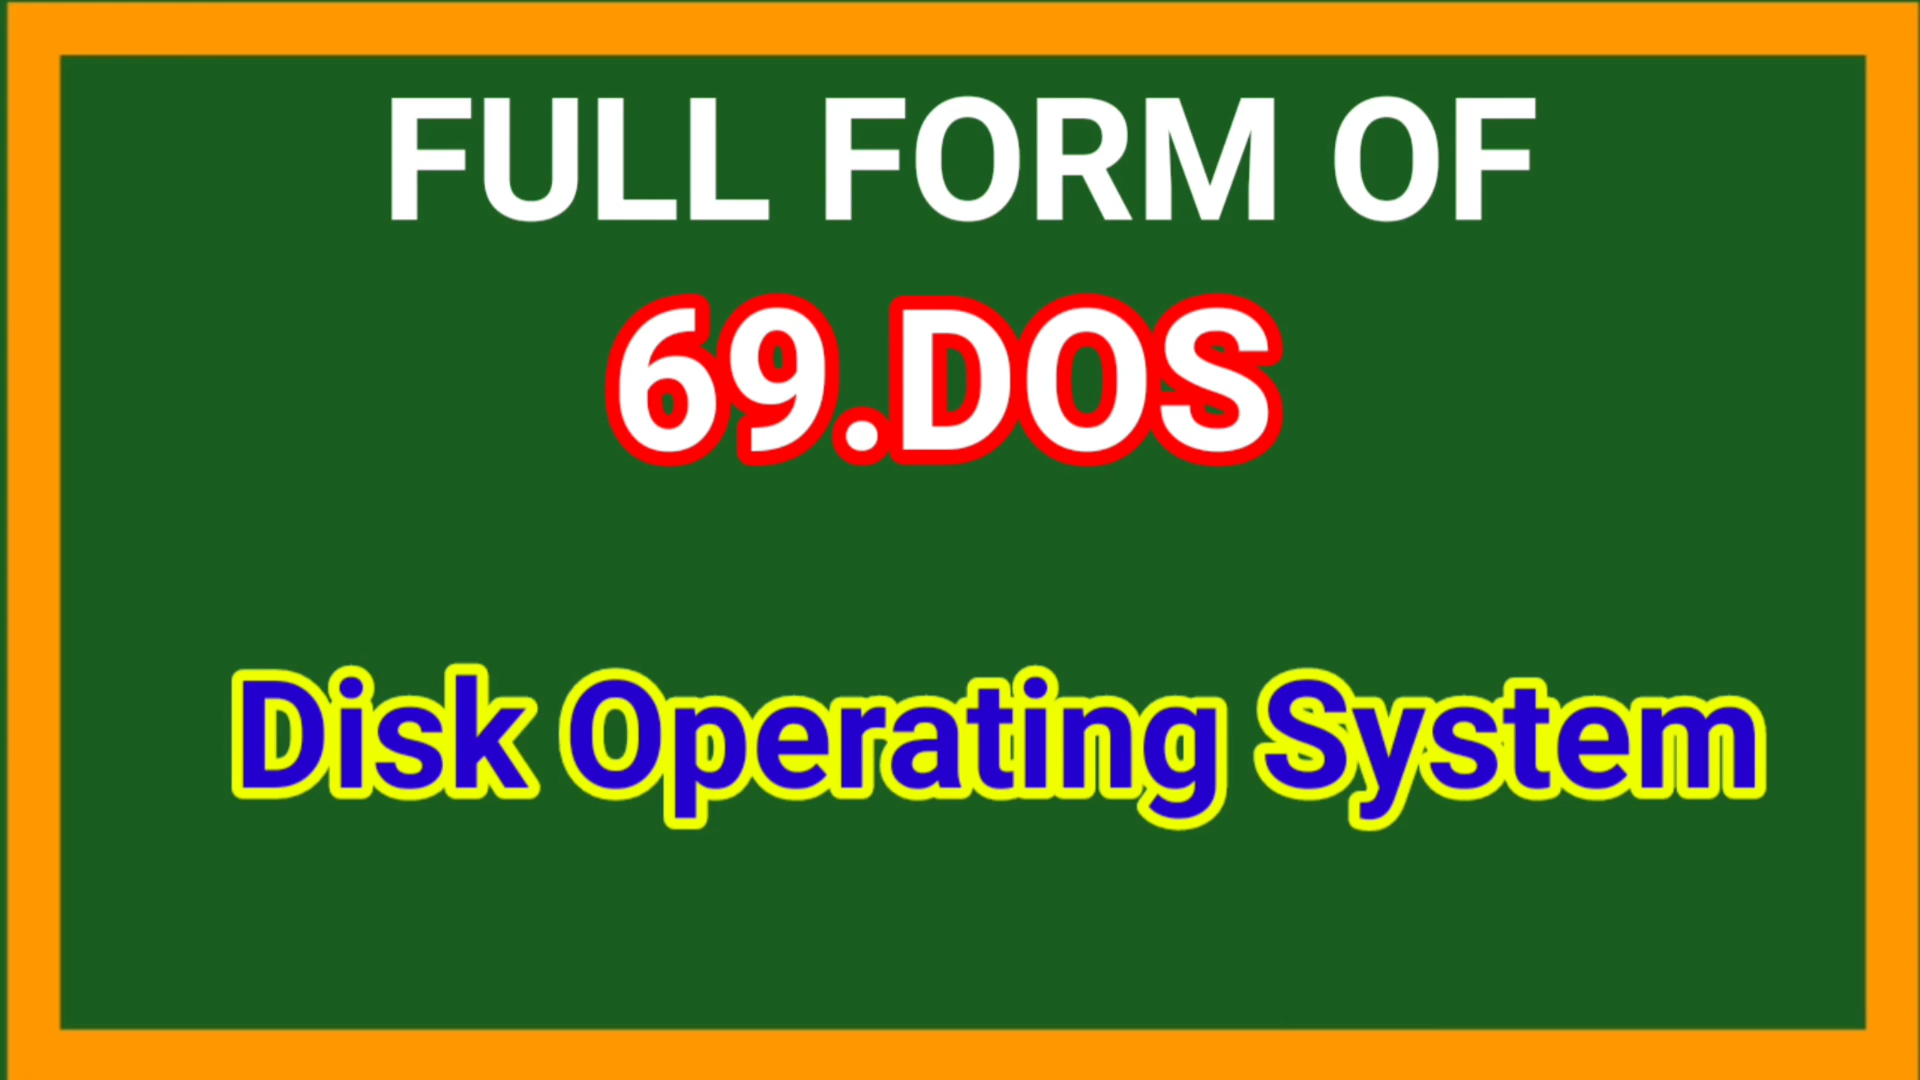 FULL FORM OF
69.DOS
Disk Operating System